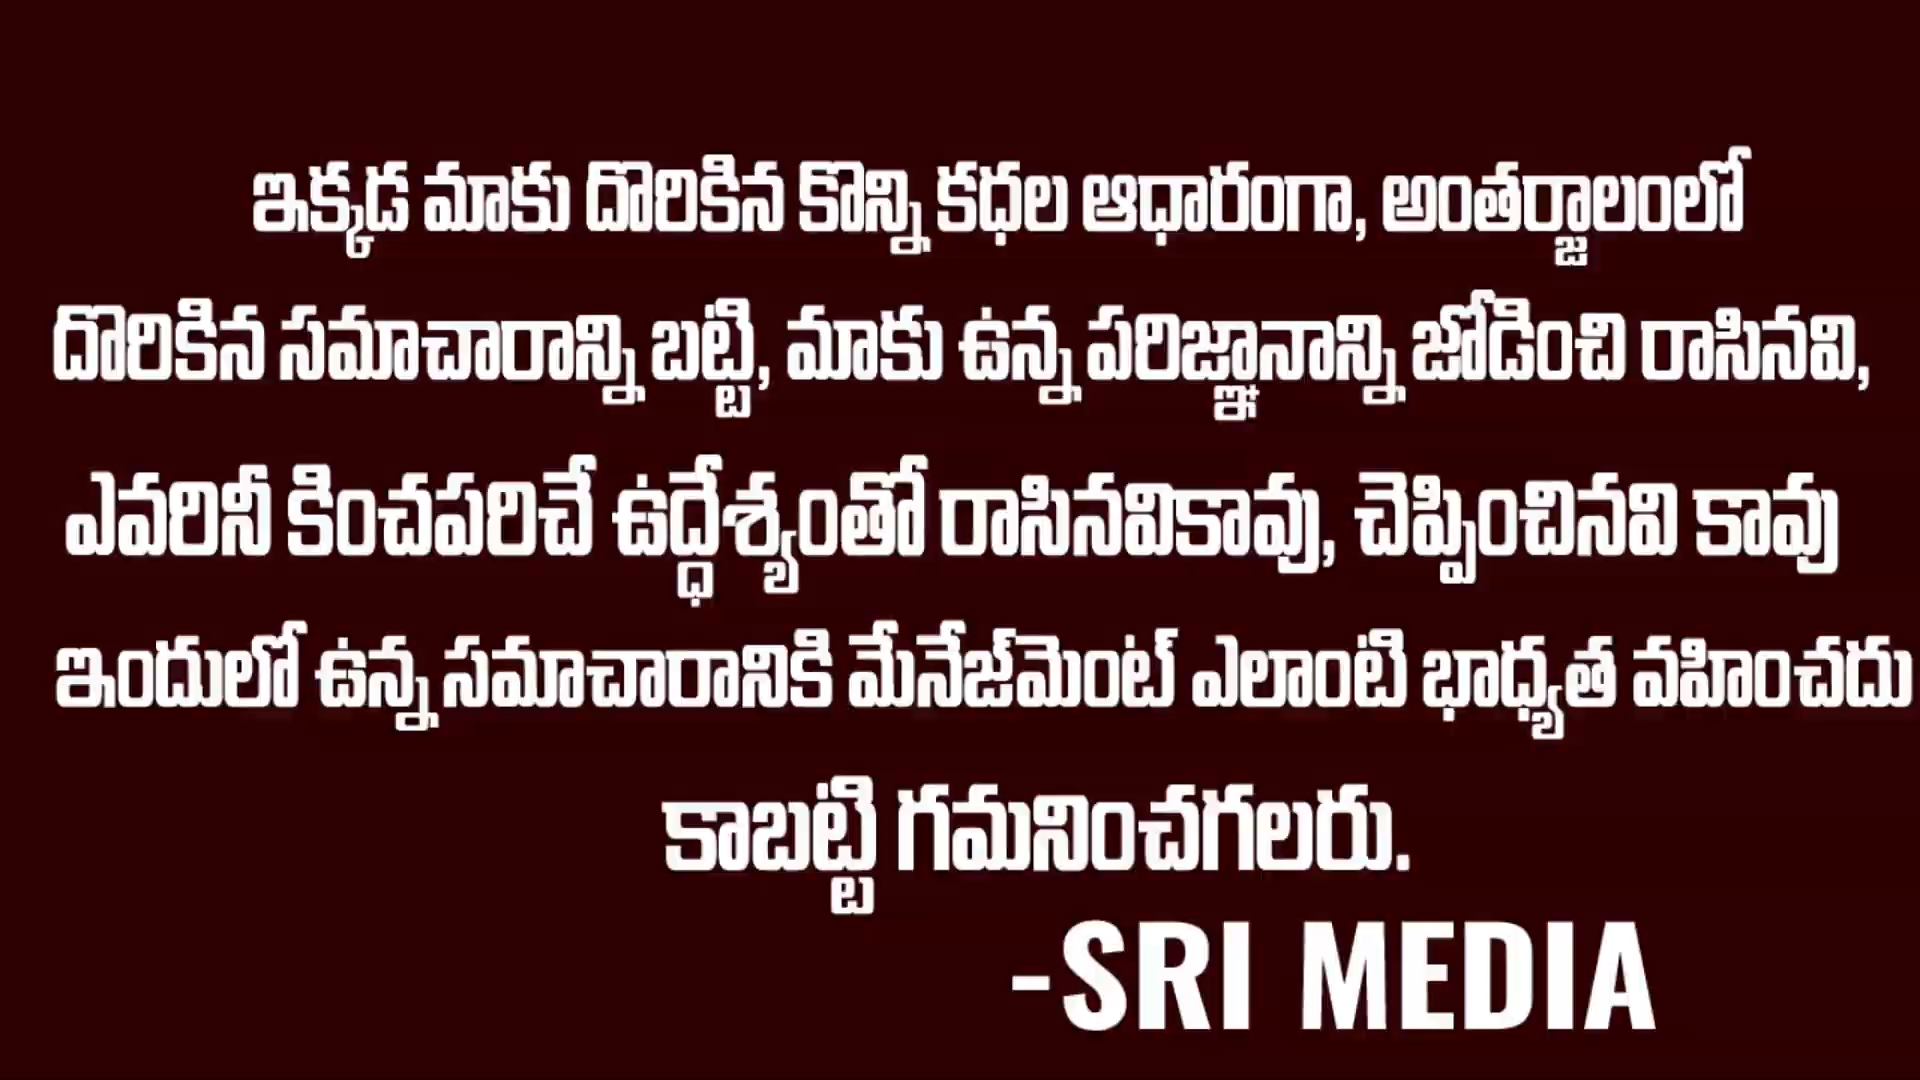 ఇక్కడ మాకు దొరికిన కొన్ని కధల ఆధారంగా, అంతర్జాలంలో
దొరికిన సమాచారాన్ని బట్టి, మాకు ఉన్న పరిజ్ఞానాన్ని జోడించి రాసినవి,
ఎవరినీ కించపరిచే ఉద్ధేశ్యంతో రాసినవికావు, చెప్పించినవి కావు
ఇందులో ఉన్న సమాచారానికి మేనేజ్‌మెంట్ ఎలాంటి భాధ్యత వహించదు
కాబట్టి గమనించగలరు.
-SRI MEDIA